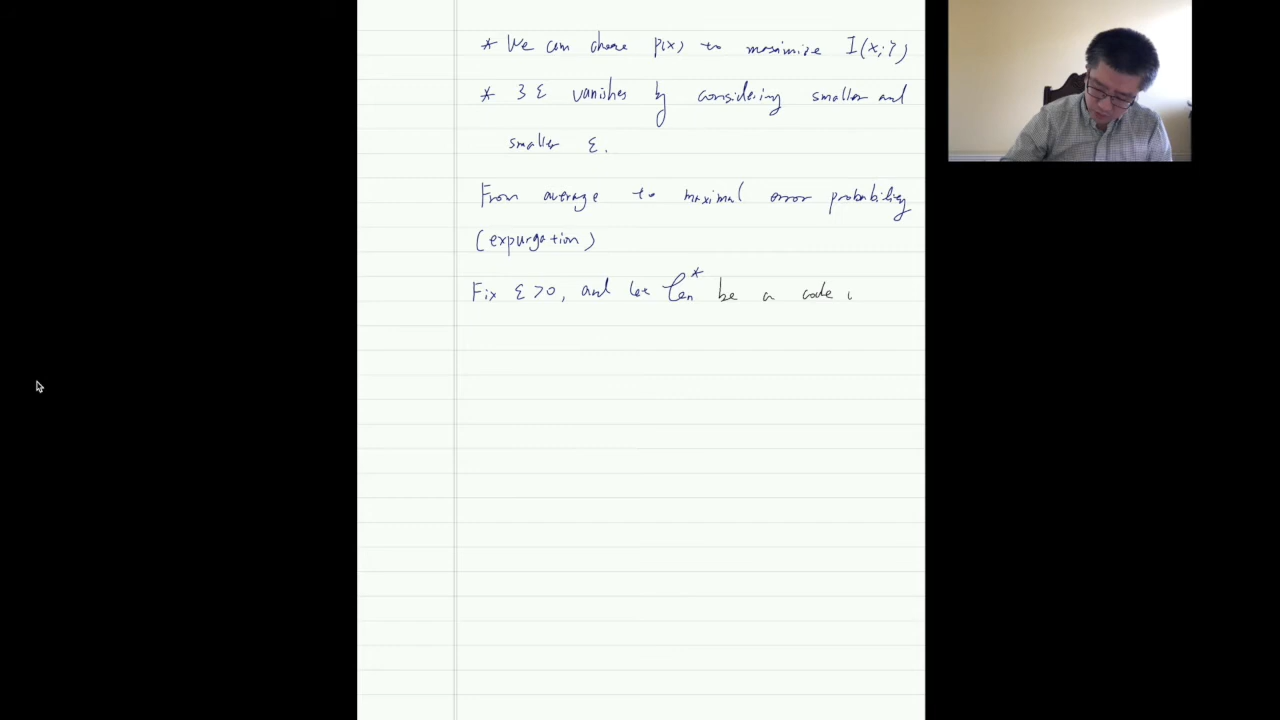 * We can choose p(x) to maximize I(X;Y)
* 3ε vanishes by considering smaller and
smaller ε.
From average to maximal error probability
(expurgation)
Fix ε>0, and let 𝒞n* be a code